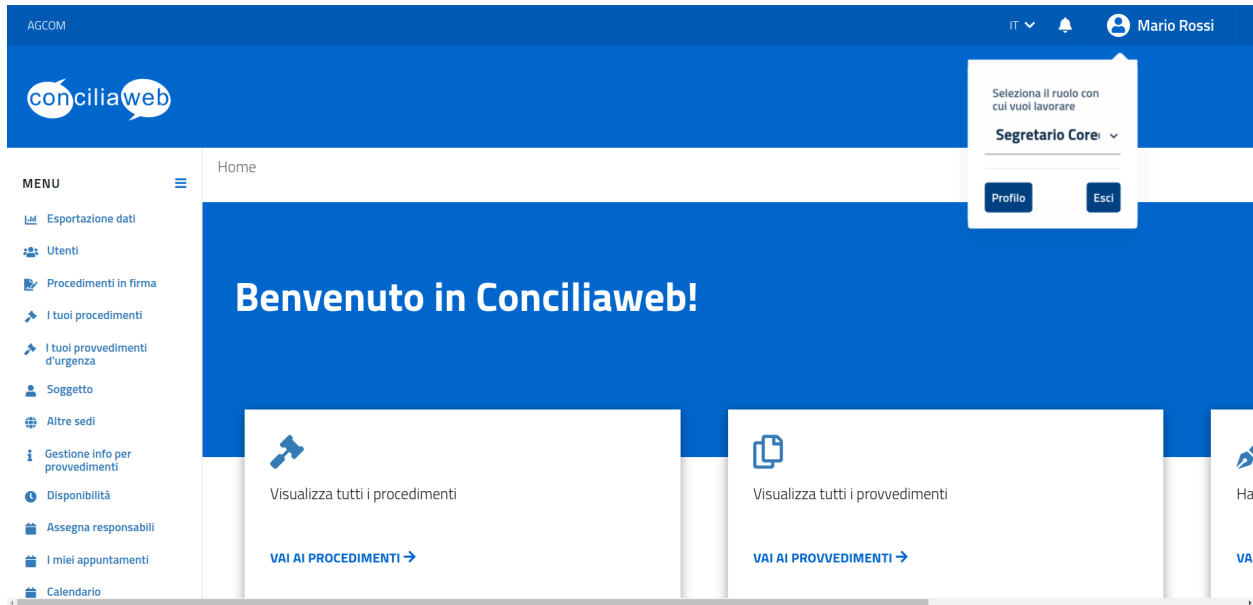 AGCOM
IT
Mario Rossi
conciliaweb
Seleziona il ruolo con
cui vuoi lavorare
Segretario Core
Profilo
Esci
MENU
Home
Esportazione dati
Utenti
Procedimenti in firma
I tuoi procedimenti
I tuoi provvedimenti
d'urgenza
Soggetto
Altre sedi
Gestione info per
provvedimenti
Disponibilità
Assegna responsabili
I miei appuntamenti
Calendario
Benvenuto in Conciliaweb!
Visualizza tutti i procedimenti
VAI AI PROCEDIMENTI
Visualizza tutti i provvedimenti
VAI AI PROVVEDIMENTI
Ha
VA